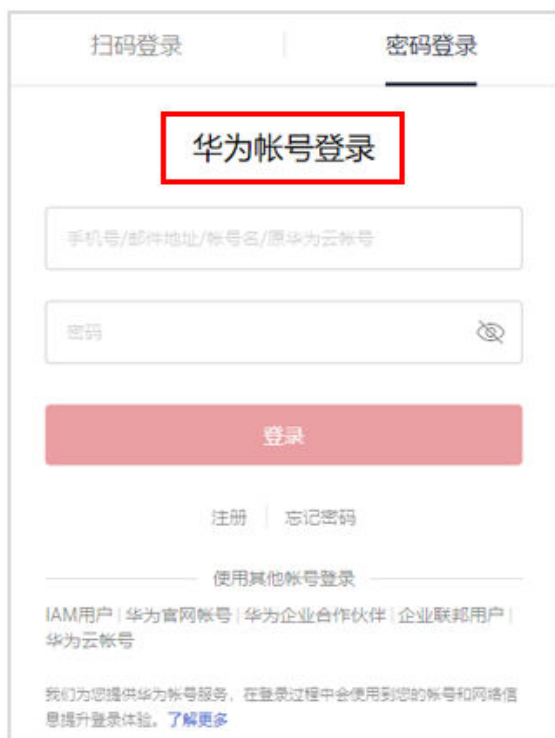 扫码登录 密码登录
华为帐号登录
手机号/邮件地址/帐号名/原华为云帐号
密码
登录
注册 | 忘记密码
使用其他帐号登录
IAM用户 | 华为官网帐号 | 华为企业合作伙伴 | 企业联邦用户 |
华为云帐号
我们为您提供华为帐号服务，在登录过程中会使用到您的帐号和网络信
息提升登录体验。了解更多